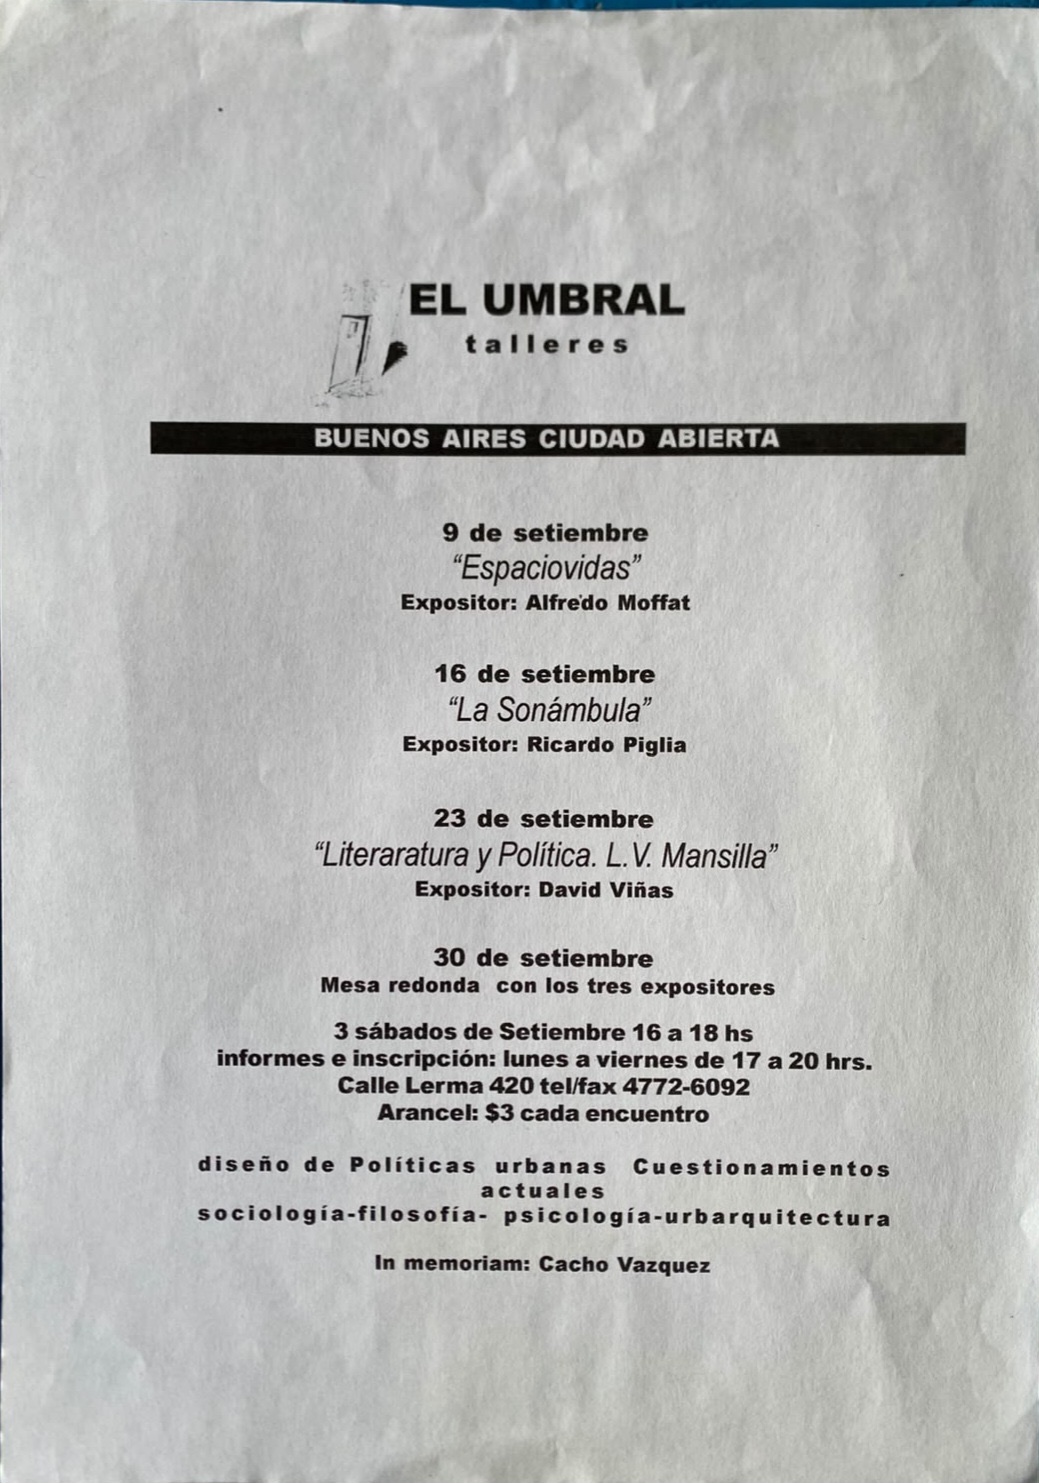 EL UMBRAL
talleres
BUENOS AIRES CIUDAD ABIERTA
9 de setiembre
“Espaciovidas”
Expositor: Alfredo Moffat
16 de setiembre
“La Sonámbula”
Expositor: Ricardo Piglia
23 de setiembre
“Literaratura y Política. L.V. Mansilla”
Expositor: David Viñas
30 de setiembre
Mesa redonda con los tres expositores
3 sábados de Setiembre 16 a 18 hs
informes e inscripción: lunes a viernes de 17 a 20 hrs.
Calle Lerma 420 tel/fax 4772-6092
Arancel: $3 cada encuentro
diseño de Políticas urbanas Cuestionamientos
actuales
sociología-filosofía- psicología-urbarquitectura
In memoriam: Cacho Vazquez